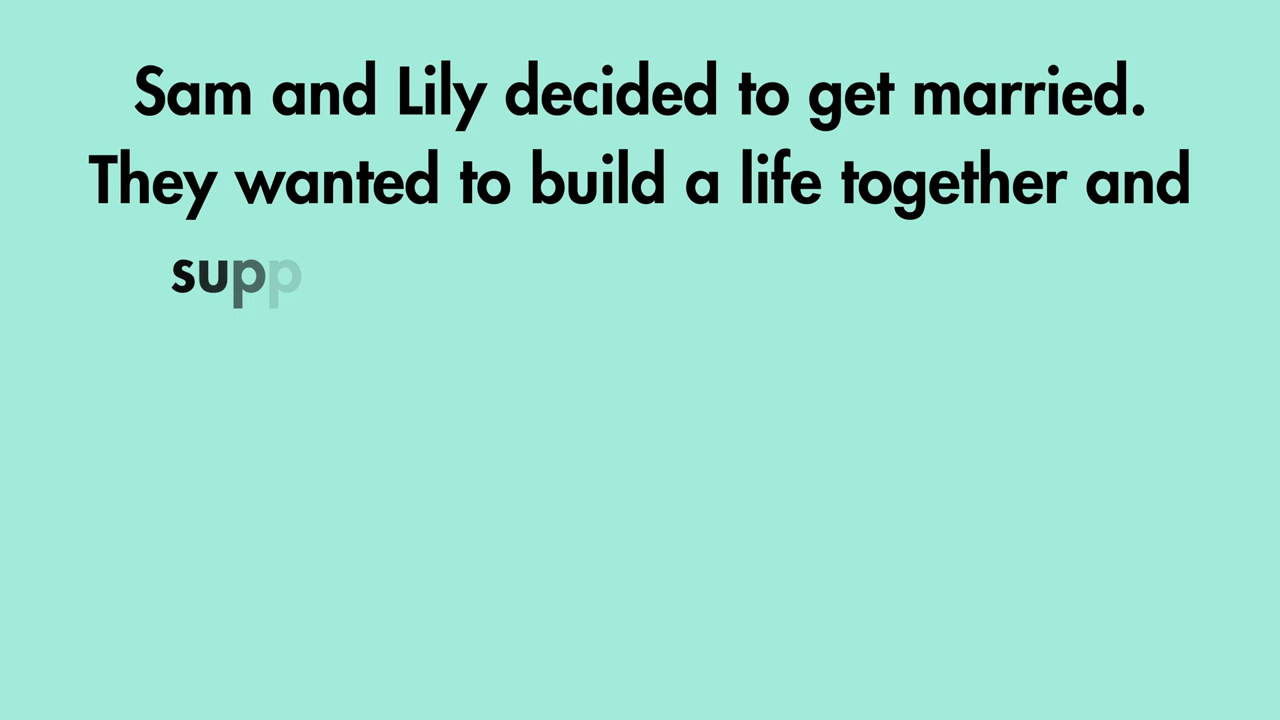 Sam and Lily decided to get married.
They wanted to build a life together and
supp